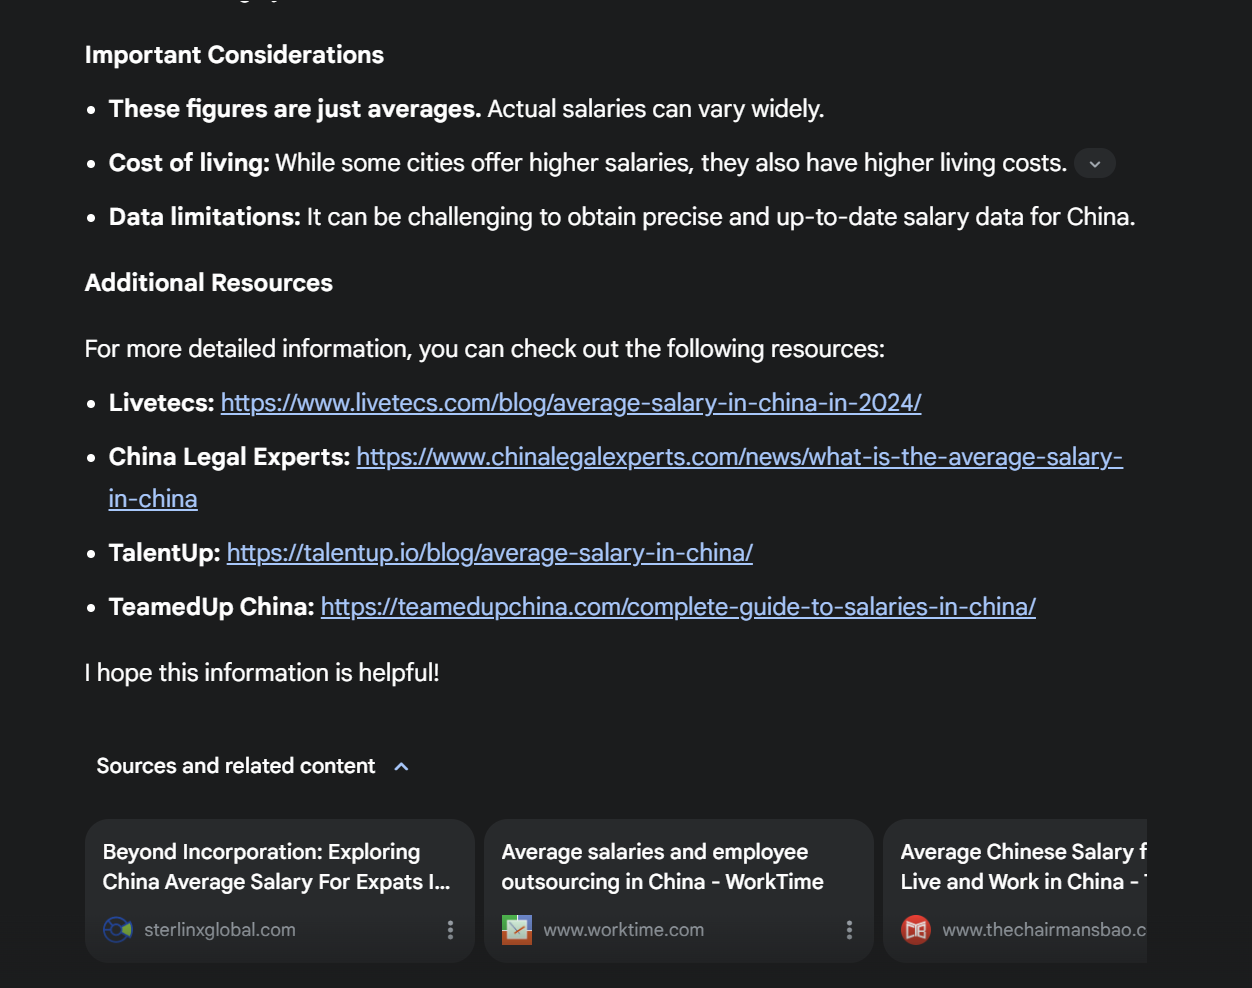 Important Considerations
• These figures are just averages. Actual salaries can vary widely.
• Cost of living: While some cities offer higher salaries, they also have higher living costs.
• Data limitations: It can be challenging to obtain precise and up-to-date salary data for China.
Additional Resources
For more detailed information, you can check out the following resources:
• Livetecs: https://www.livetecs.com/blog/average-salary-in-china-in-2024/
• China Legal Experts: https://www.chinalegalexperts.com/news/what-is-the-average-salary-
in-china
• TalentUp: https://talentup.io/blog/average-salary-in-china/
• TeamedUp China: https://teamedupchina.com/complete-guide-to-salaries-in-china/
I hope this information is helpful!
Sources and related content
Beyond Incorporation: Exploring
China Average Salary For Expats I...
sterlinxglobal.com
Average salaries and employee
outsourcing in China - WorkTime
www.worktime.com
Average Chinese Salary f
Live and Work in China -
www.thechairmansbao.c